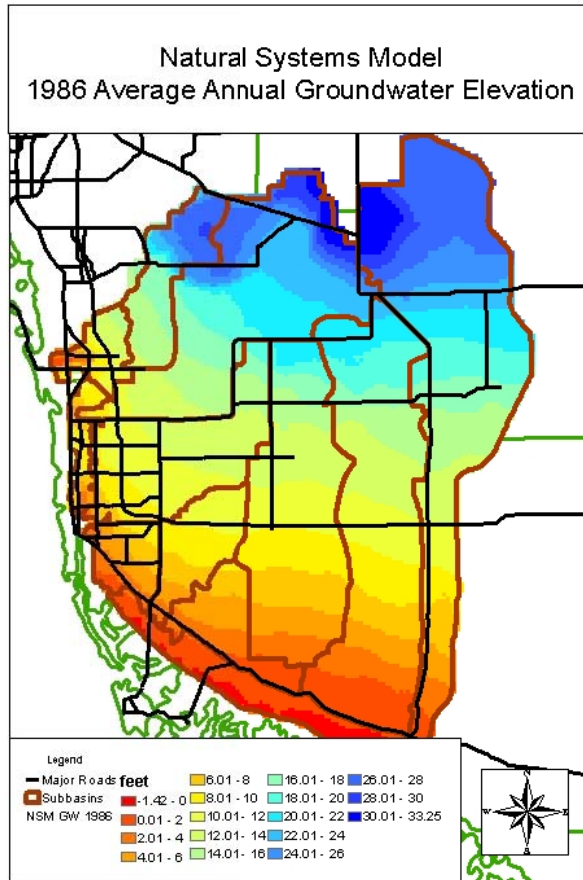 Natural Systems Model
1986 Average Annual Groundwater Elevation
Legend
Major Roads
Subbasins
NSM GW 1986
feet
-1.42 - 0
0.01 - 2
2.01 - 4
4.01 - 6
6.01 - 8
8.01 - 10
10.01 - 12
12.01 - 14
14.01 - 16
16.01 - 18
18.01 - 20
20.01 - 22
22.01 - 24
24.01 - 26
26.01 - 28
28.01 - 30
30.01 - 33.25
N
W
E
S